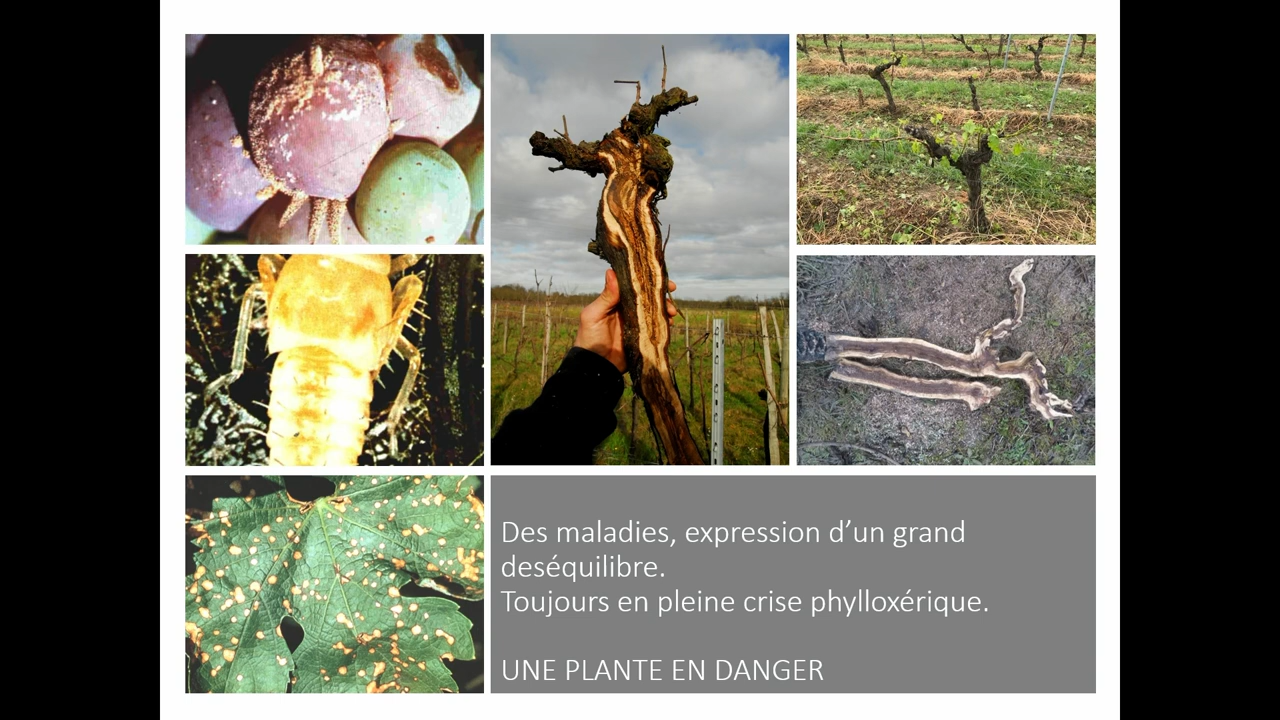 Des maladies, expression d’un grand
deséquilibre.
Toujours en pleine crise phylloxérique.
UNE PLANTE EN DANGER